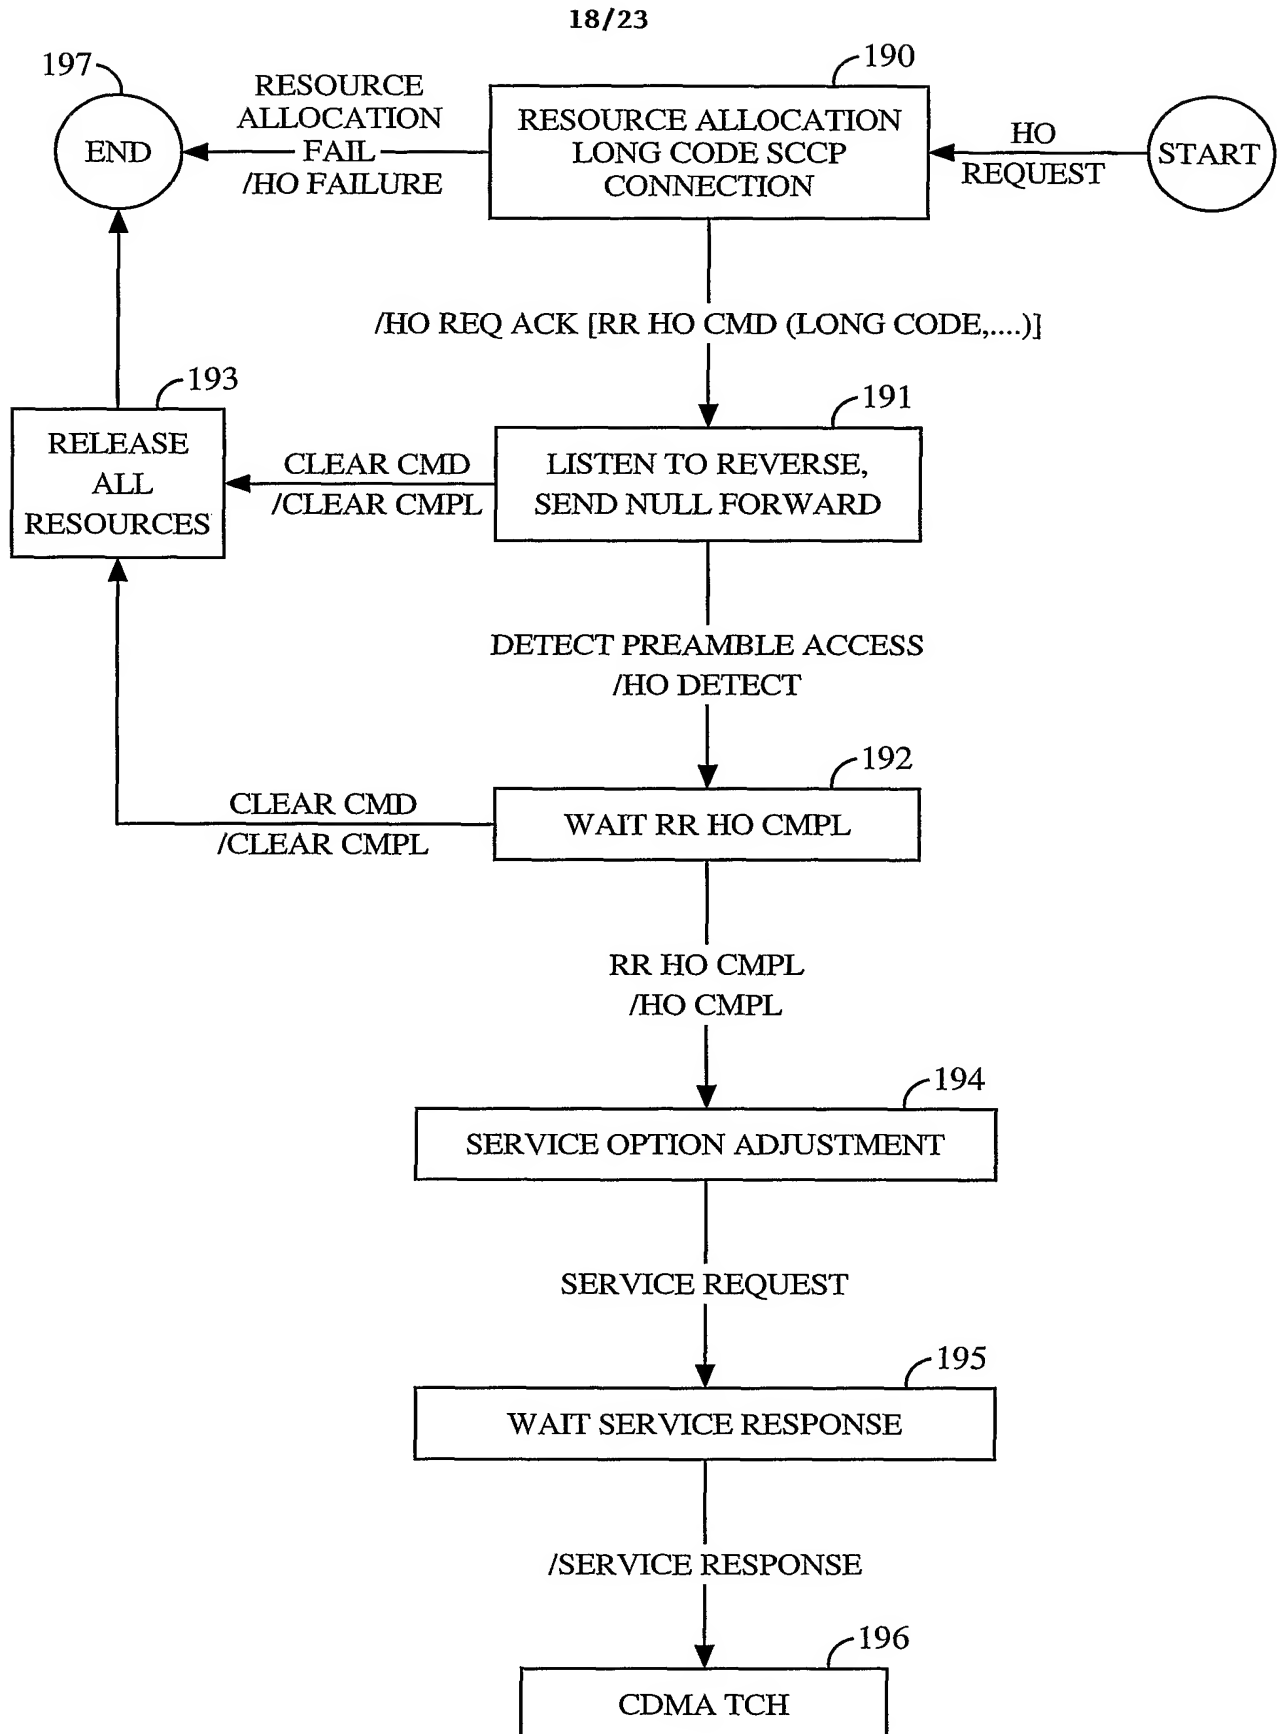 18/23
197
RESOURCE
ALLOCATION
FAIL
/HO FAILURE
END
190
RESOURCE ALLOCATION
LONG CODE SCCP
CONNECTION
HO
REQUEST
START
/HO REQ ACK [RR HO CMD (LONG CODE,....)]
193
RELEASE
ALL
RESOURCES
CLEAR CMD
/CLEAR CMPL
191
LISTEN TO REVERSE,
SEND NULL FORWARD
DETECT PREAMBLE ACCESS
/HO DETECT
192
CLEAR CMD
/CLEAR CMPL
WAIT RR HO CMPL
RR HO CMPL
/HO CMPL
194
SERVICE OPTION ADJUSTMENT
SERVICE REQUEST
195
WAIT SERVICE RESPONSE
/SERVICE RESPONSE
196
CDMA TCH